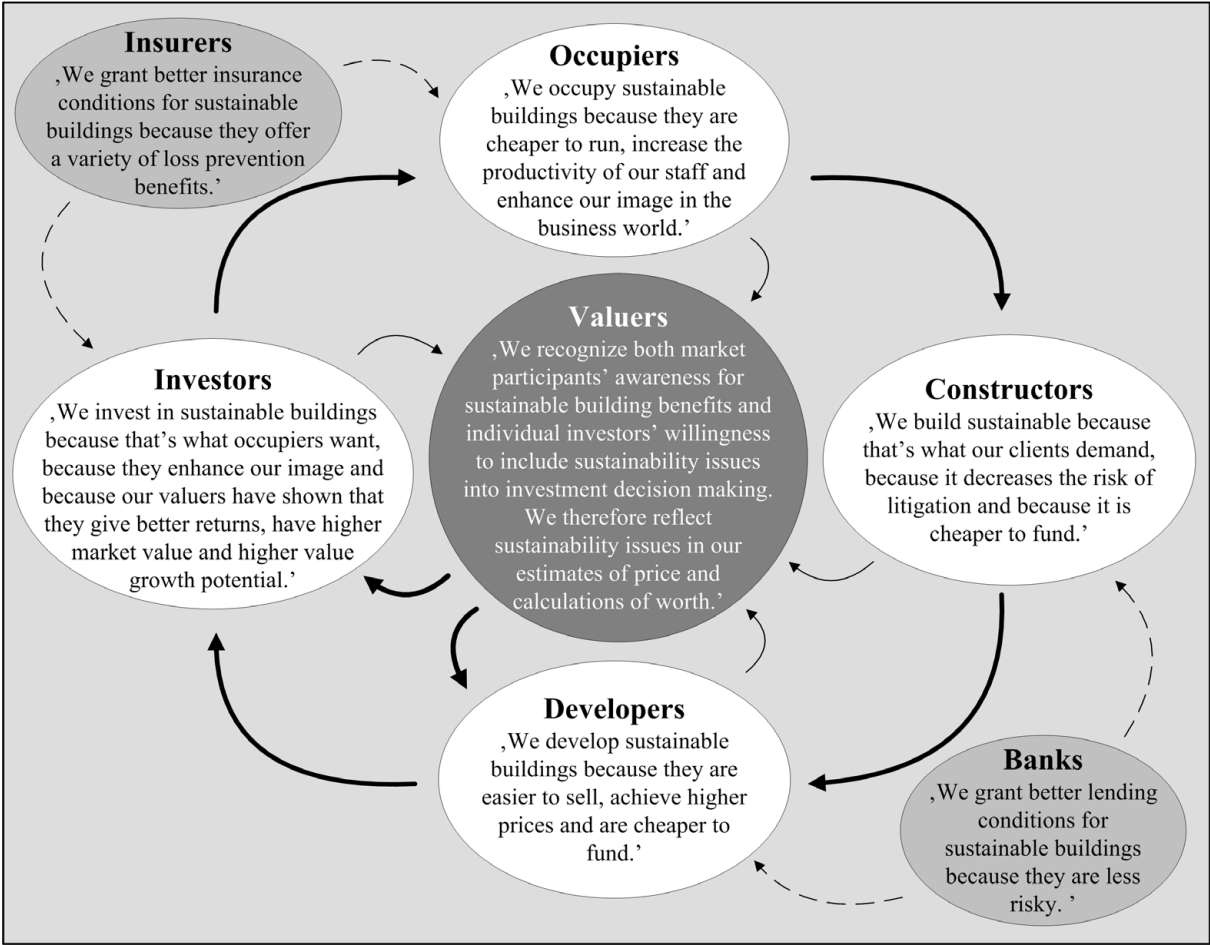 Insurers
‚We grant better insurance
conditions for sustainable
buildings because they offer
a variety of loss prevention
benefits.’
Occupiers
‚We occupy sustainable
buildings because they are
cheaper to run, increase the
productivity of our staff and
enhance our image in the
business world.’
Valuers
‚We recognize both market
participants’ awareness for
sustainable building benefits and
individual investors’ willingness
to include sustainability issues
into investment decision making.
We therefore reflect
sustainability issues in our
estimates of price and
calculations of worth.’
Investors
‚We invest in sustainable buildings
because that’s what occupiers want,
because they enhance our image and
because our valuers have shown that
they give better returns, have higher
market value and higher value
growth potential.’
Constructors
‚We build sustainable because
that’s what our clients demand,
because it decreases the risk of
litigation and because it is
cheaper to fund.’
Developers
‚We develop sustainable
buildings because they are
easier to sell, achieve higher
prices and are cheaper to
fund.’
Banks
‚We grant better lending
conditions for
sustainable buildings
because they are less
risky. ’